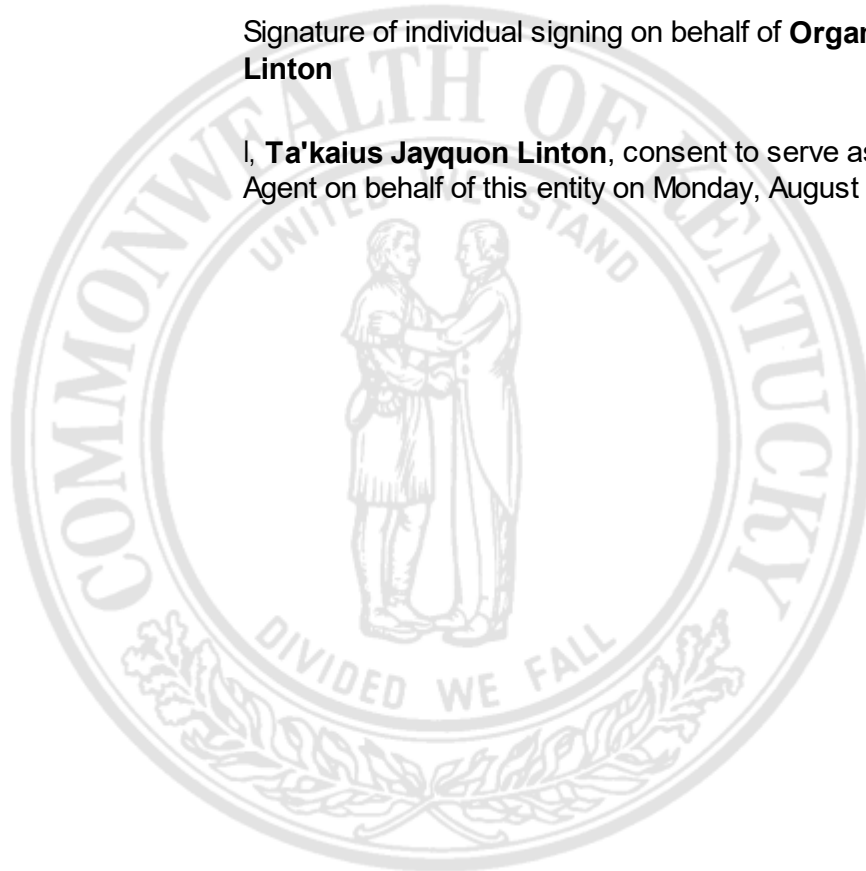 Signature of individual signing on behalf of Organ
Linton
I, Ta'kaius Jayquon Linton, consent to serve as
Agent on behalf of this entity on Monday, August
COMMONWEALTH OF KENTUCKY
UNITED WE STAND
DIVIDED WE FALL